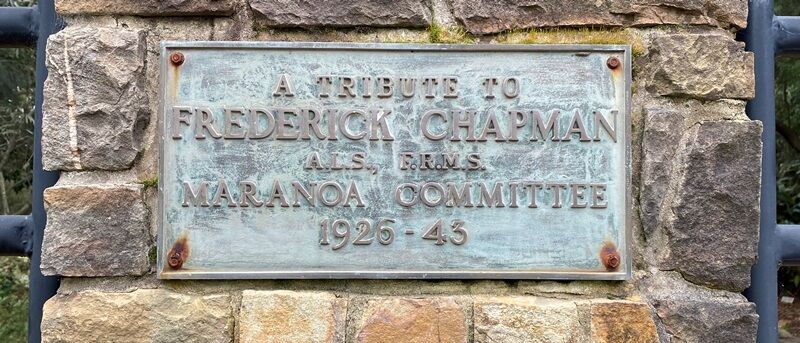 A TRIBUTE TO
FREDERICK CHAPMAN
A.L.S., F.R.M.S.
MARANOA COMMITTEE
1926 - 43